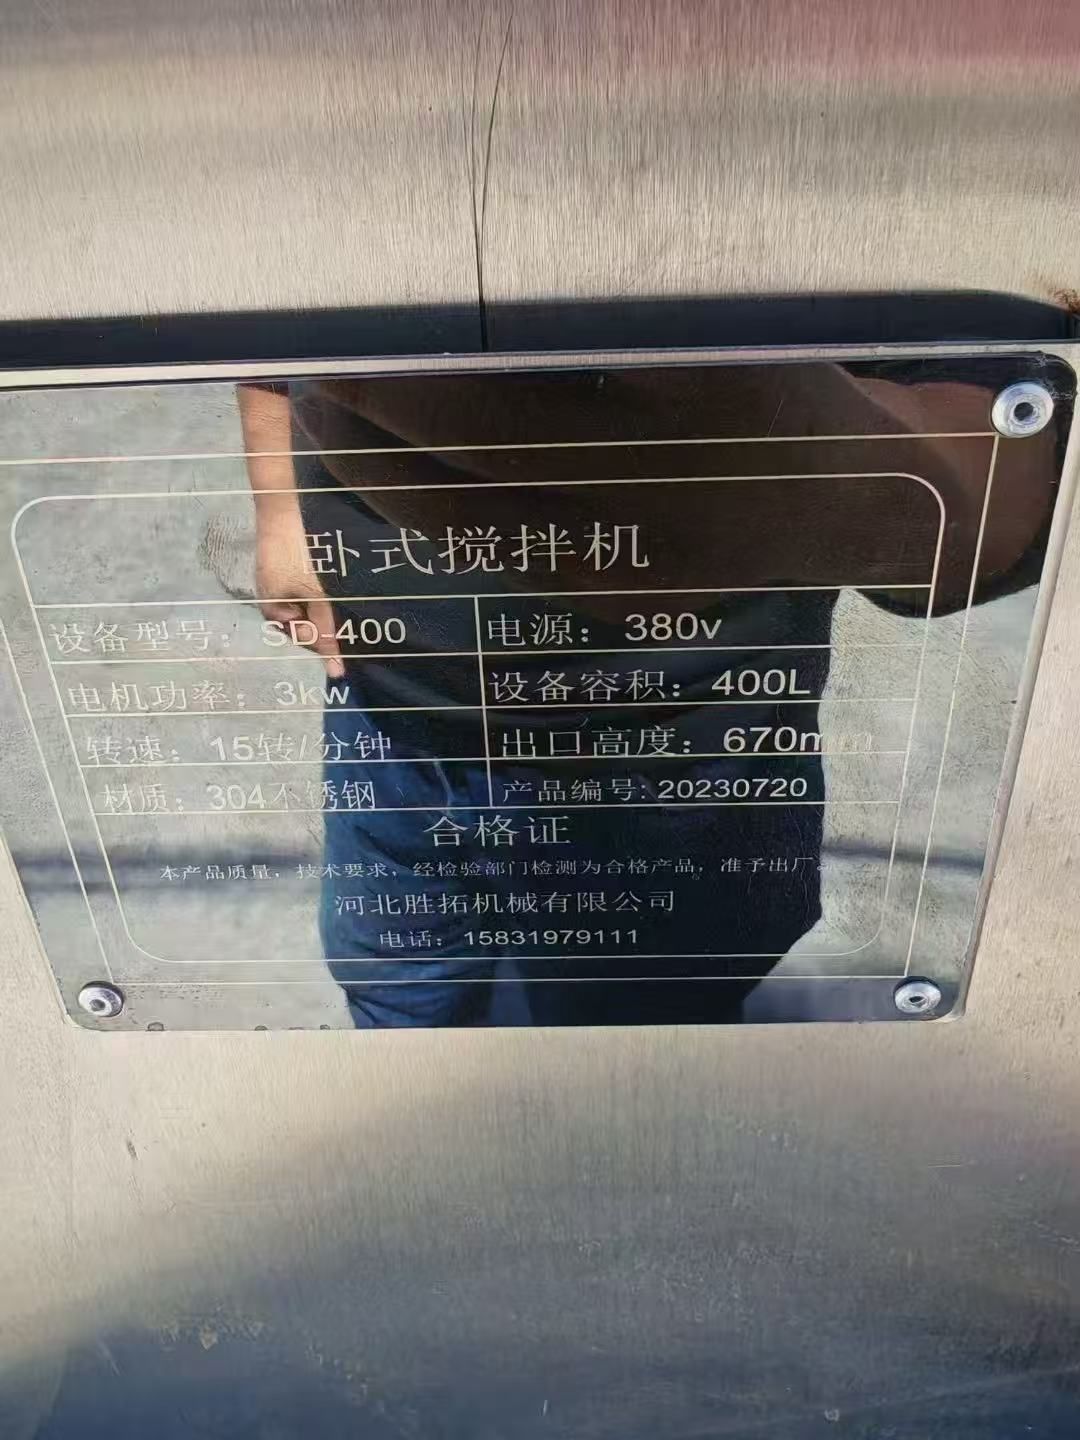 卧式搅拌机
设备型号：SD-400 电源：380v
电机功率：3kw 设备容积：400L
转速：15转/分钟 出口高度：670mm
材质：304不锈钢 产品编号: 20230720
合格证
本产品质量，技术要求，经检验部门检测为合格产品，准予出厂。
河北胜拓机械有限公司
电话：15831979111